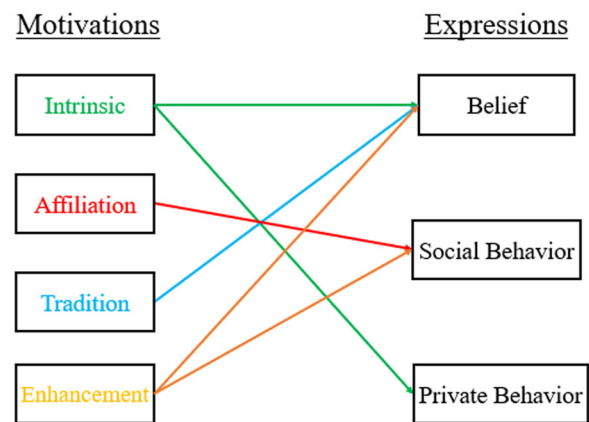 Motivations
Expressions
Intrinsic
Belief
Affiliation
Social Behavior
Tradition
Enhancement
Private Behavior